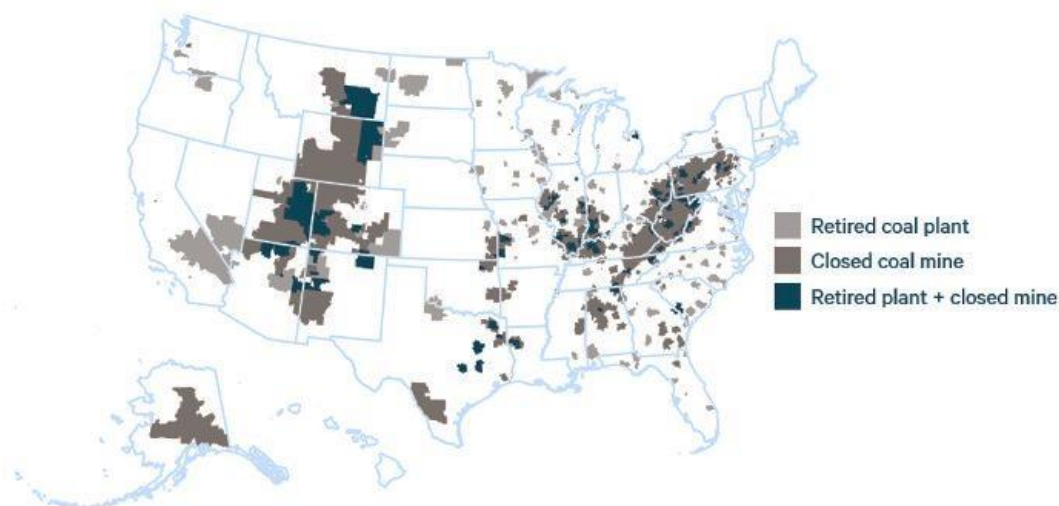 Retired coal plant
Closed coal mine
Retired plant + closed mine